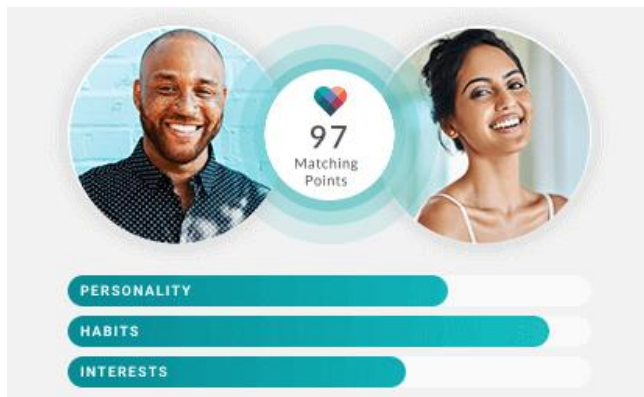 97
Matching
Points
PERSONALITY
HABITS
INTERESTS